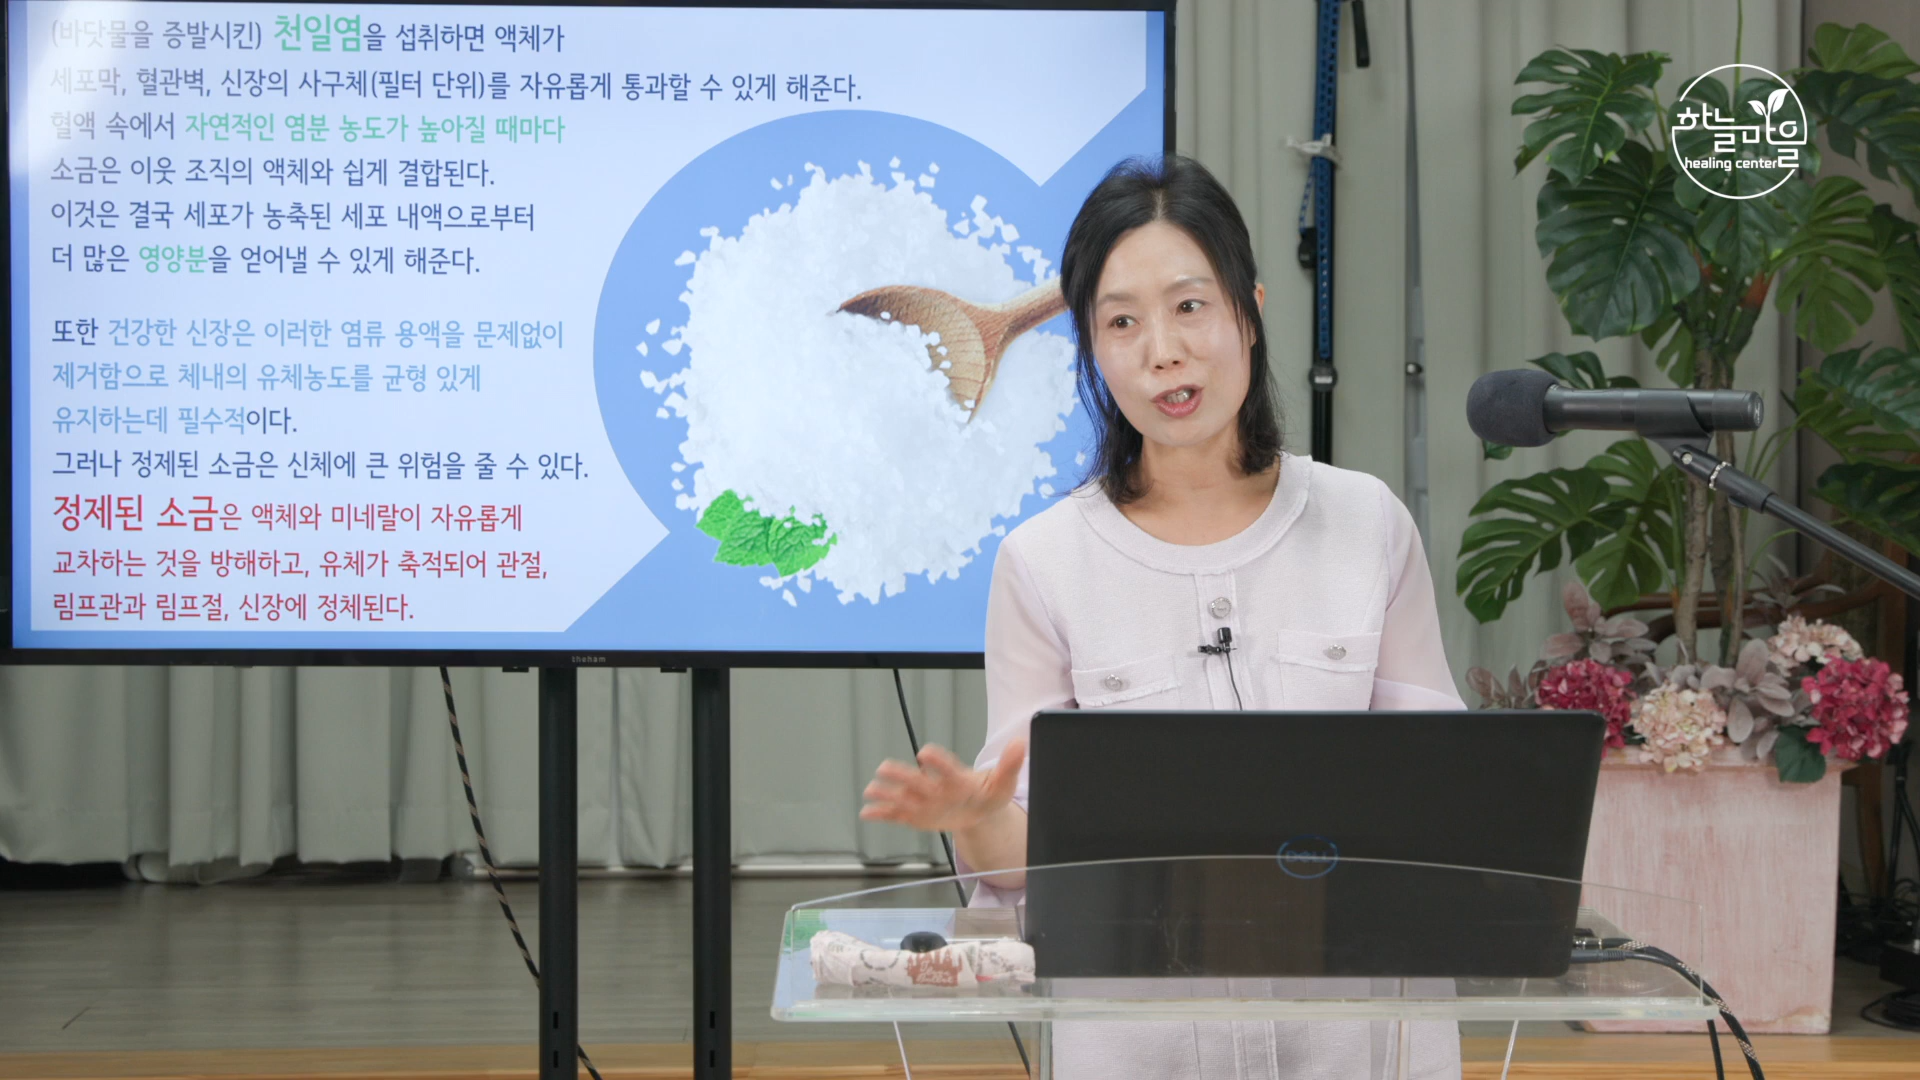 (바닷물을 증발시킨) 천일염을 섭취하면 액체가
세포막, 혈관벽, 신장의 사구체(필터 단위)를 자유롭게 통과할 수 있게 해준다.
혈액 속에서 자연적인 염분 농도가 높아질 때마다
소금은 이웃 조직의 액체와 쉽게 결합된다.
이것은 결국 세포가 농축된 세포 내액으로부터
더 많은 영양분을 얻어낼 수 있게 해준다.
또한 건강한 신장은 이러한 염류 용액을 문제없이
제거함으로 체내의 유체농도를 균형 있게
유지하는데 필수적이다.
그러나 정제된 소금은 신체에 큰 위험을 줄 수 있다.
정제된 소금은 액체와 미네랄이 자유롭게
교차하는 것을 방해하고, 유체가 축적되어 관절,
림프관과 림프절, 신장에 정체된다.
theham
하늘마을
healing center
DELL